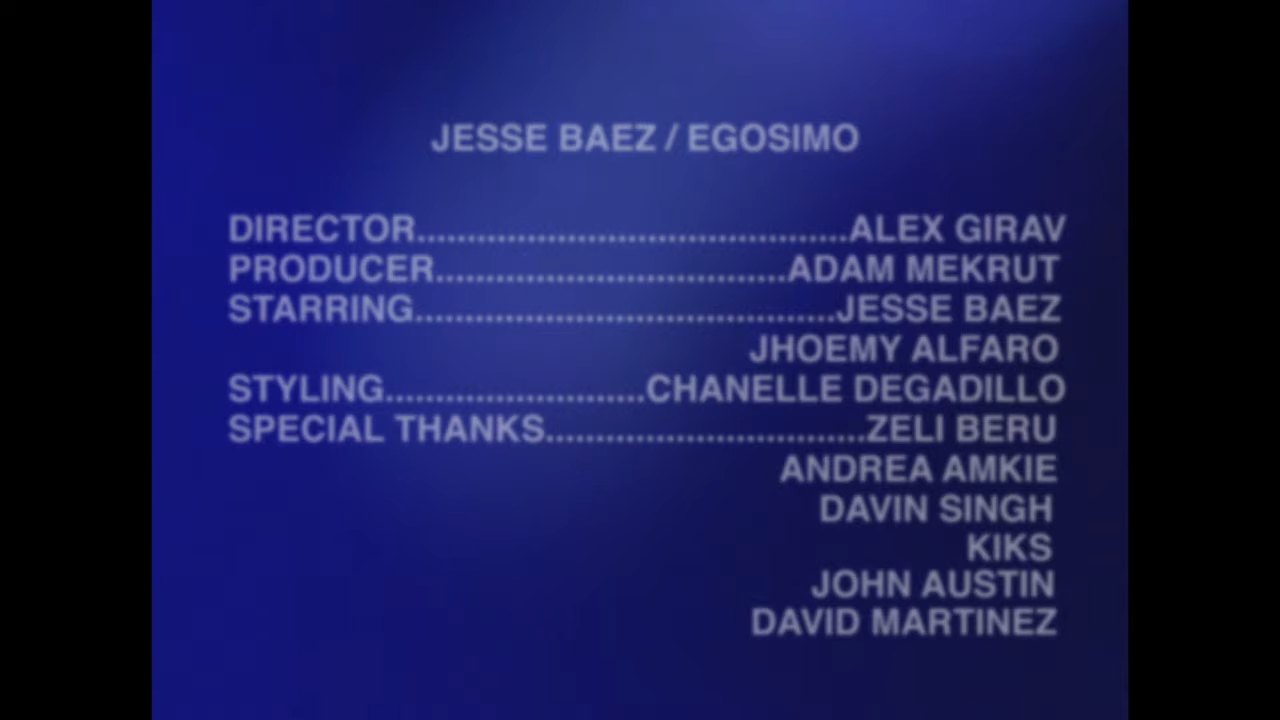 JESSE BAEZ / EGOSIMO
DIRECTOR...........................................ALEX GIRAV
PRODUCER...................................ADAM MEKRUT
STARRING..........................................JESSE BAEZ
JHOEMY ALFARO
STYLING..........................CHANELLE DEGADILLO
SPECIAL THANKS................................ZELI BERU
ANDREA AMKIE
DAVIN SINGH
KIKS
JOHN AUSTIN
DAVID MARTINEZ